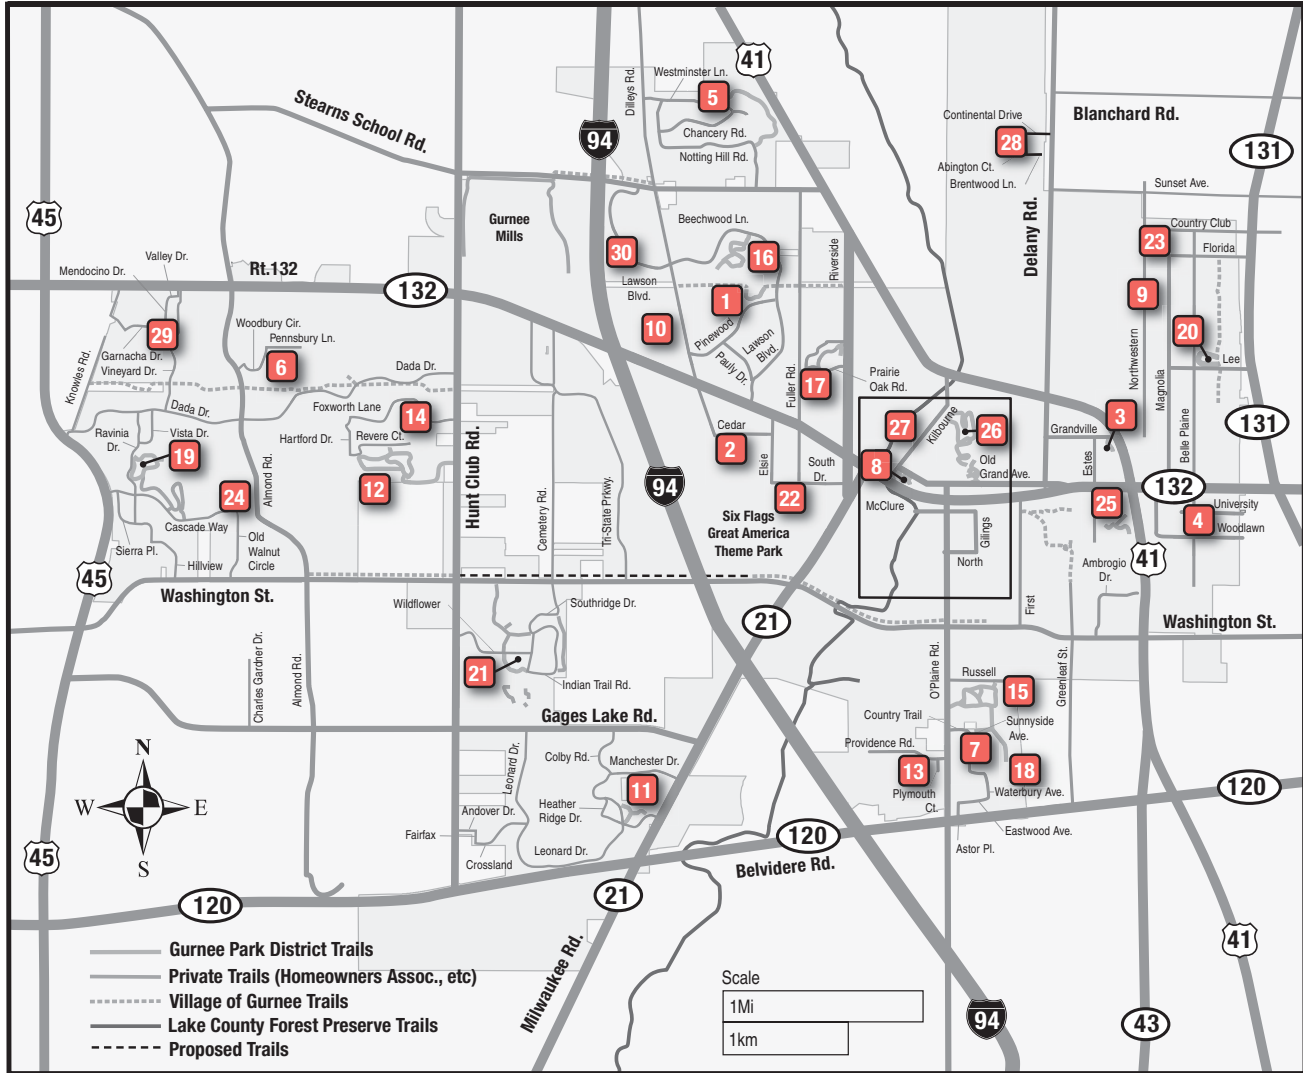 41
Westminster Ln.
5
Dilleys Rd.
Chancery Rd.
Notting Hill Rd.
Stearns School Rd.
94
Continental Drive
28
Abington Ct.
Brentwood Ln.
Blanchard Rd.
131
Sunset Ave.
45
Gurnee
Mills
Beechwood Ln.
30
16
Riverside
Delany Rd.
Country Club
23
Florida
Valley Dr.
Mendocino Dr.
Rt.132
132
Lawson
Blvd.
1
10
Pinewood
Lawson
Blvd.
Pauly Dr.
9
20
Lee
Northwestern
Magnolia
Belle Plaine
Woodbury Cir.
Pennsbury Ln.
29
6
Garnacha Dr.
Vineyard Dr.
Knowles Rd.
Dada Dr.
Dada Dr.
Fuller Rd.
17
Prairie
Oak Rd.
Foxworth Lane
14
Hartford Dr.
Revere Ct.
Ravinia
Dr.
Vista Dr.
19
24
12
Almond Rd.
Hunt Club Rd.
Cascade Way
Sierra Pl.
Hillview
Old
Walnut
Circle
Cemetery Rd.
Tri-State Prkwy.
94
Cedar
2
Elsie
22
South
Dr.
Six Flags
Great America
Theme Park
27
Kilbourne
26
8
Old
Grand Ave.
McClure
Gilings
North
Grandville
3
Estes
25
132
University
4
Woodlawn
131
First
Ambrogio
Dr.
41
45
Washington St.
Wildflower
Southridge Dr.
21
21
Indian Trail Rd.
Washington St.
Charles Gardner Dr.
Almond Rd.
Gages Lake Rd.
O'Plaine Rd.
Russell
15
Greenleaf St.
Country Trail
Sunnyside
Ave.
Providence Rd.
7
13
18
Plymouth
Ct.
Waterbury Ave.
Eastwood Ave.
Astor Pl.
N
W
E
S
Leonard Dr.
Colby Rd.
Manchester Dr.
11
Heather
Ridge Dr.
Andover Dr.
Fairfax
Crossland
Leonard Dr.
120
120
Belvidere Rd.
45
120
21
Milwaukee Rd.
41
94
43
Gurnee Park District Trails
Private Trails (Homeowners Assoc., etc)
Village of Gurnee Trails
Lake County Forest Preserve Trails
Proposed Trails
Scale
1Mi
1km